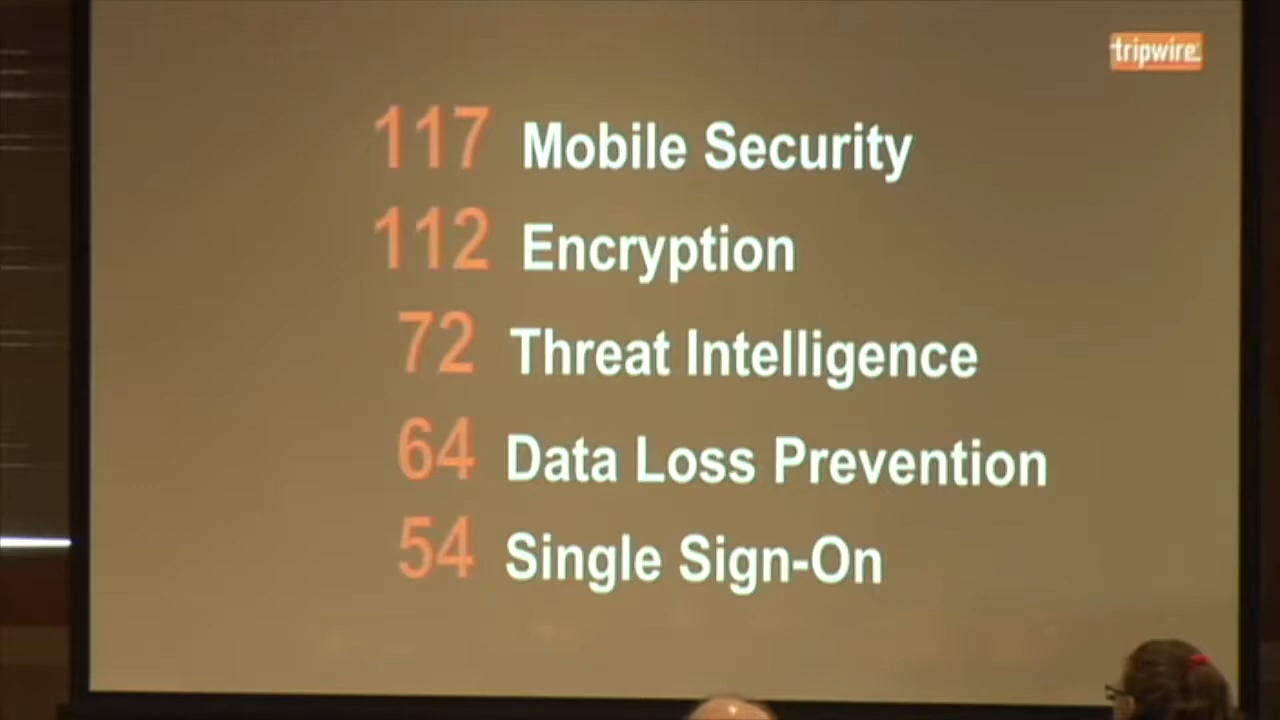 tripwire
117 Mobile Security
112 Encryption
72 Threat Intelligence
64 Data Loss Prevention
54 Single Sign-On